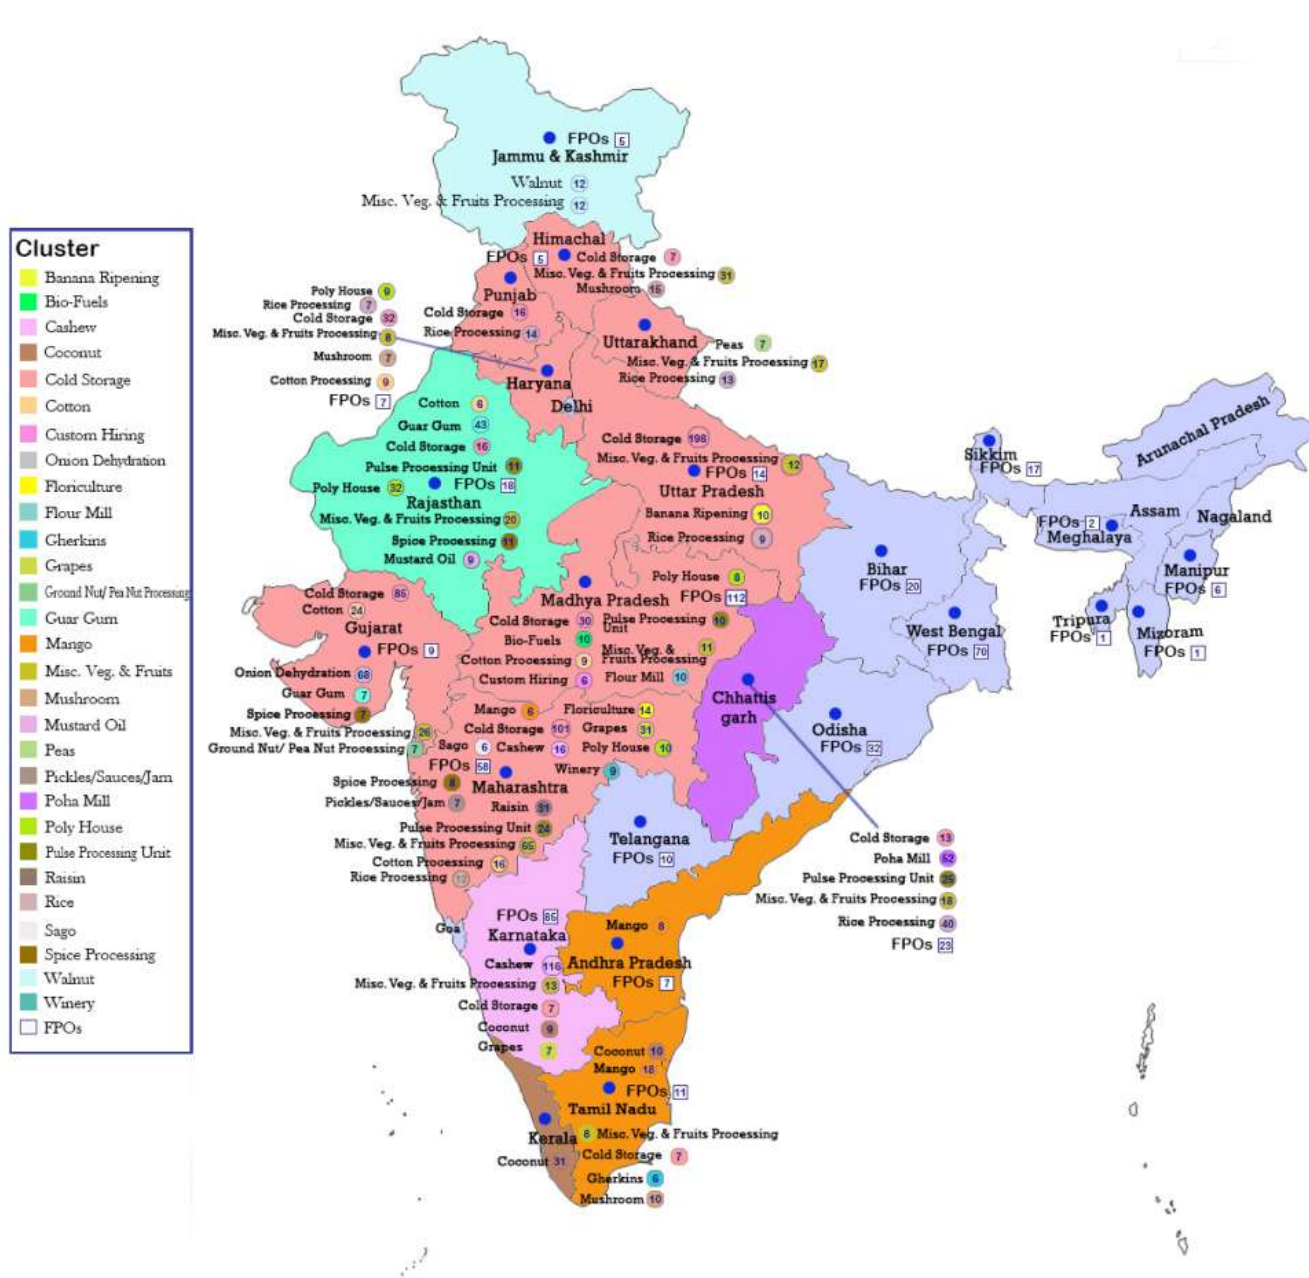 Cluster
Banana Ripening
Bio-Fuels
Cashew
Coconut
Cold Storage
Cotton
Custom Hiring
Onion Dehydration
Floriculture
Flour Mill
Gherkins
Grapes
Ground Nut/ Pea Nut Processing
Guar Gum
Mango
Misc. Veg. & Fruits
Mushroom
Mustard Oil
Peas
Pickles/Sauces/Jam
Poha Mill
Poly House
Pulse Processing Unit
Raisin
Rice
Sago
Spice Processing
Walnut
Winery
FPOs
FPOs 5
Jammu & Kashmir
Walnut 12
Misc. Veg. & Fruits Processing 12
Himachal
Cold Storage 7
Misc. Veg. & Fruits Processing 31
Mushroom 15
FPOs 5
Punjab
Cold Storage 16
Rice Processing 14
Poly House 9
Rice Processing 7
Cold Storage 32
Misc. Veg. & Fruits Processing 8
Mushroom 7
Cotton Processing 9
FPOs 7
Haryana
Delhi
Uttarakhand
Peas 7
Misc. Veg. & Fruits Processing 17
Rice Processing 13
Cotton 6
Guar Gum 43
Cold Storage 16
Pulse Processing Unit 11
FPOs 18
Poly House 32
Rajasthan
Misc. Veg. & Fruits Processing 20
Spice Processing 11
Mustard Oil 9
Cold Storage 198
Misc. Veg. & Fruits Processing 12
FPOs 14
Uttar Pradesh
Banana Ripening 10
Rice Processing 9
Sikkim
FPOs 17
Arunachal Pradesh
Assam
Nagaland
FPOs 2
Meghalaya
Manipur
FPOs 6
Tripura
FPOs 1
Mizoram
FPOs 1
Bihar
FPOs 20
West Bengal
FPOs 70
Cold Storage 85
Cotton 24
Gujarat
FPOs 9
Onion Dehydration 68
Guar Gum 7
Spice Processing 7
Misc. Veg. & Fruits Processing 26
Ground Nut/ Pea Nut Processing 7
Poly House 8
Madhya Pradesh
FPOs 112
Cold Storage 30
Pulse Processing 10
Unit
Bio-Fuels 10
Misc. Veg. & 11
Fruits Processing
Cotton Processing 9
Custom Hiring 6
Flour Mill 10
Chhattis
garh
Odisha
FPOs 32
Mango 6
Floriculture 14
Cold Storage 101
Grapes 31
Sago 6
Cashew 16
Poly House 10
FPOs 58
Winery 9
Maharashtra
Spice Processing 8
Pickles/Sauces/Jam 7
Raisin 31
Pulse Processing Unit 24
Misc. Veg. & Fruits Processing 65
Cotton Processing 16
Rice Processing 12
Telangana
FPOs 10
Cold Storage 13
Poha Mill 52
Pulse Processing Unit 25
Misc. Veg. & Fruits Processing 18
Rice Processing 40
FPOs 23
Goa
FPOs 85
Karnataka
Cashew 116
Misc. Veg. & Fruits Processing 13
Cold Storage 7
Coconut 9
Grapes 7
Mango 8
Andhra Pradesh
FPOs 7
Coconut 10
Mango 18
FPOs 11
Tamil Nadu
8 Misc. Veg. & Fruits Processing
Cold Storage 7
Gherkins 6
Mushroom 10
Kerala
Coconut 31